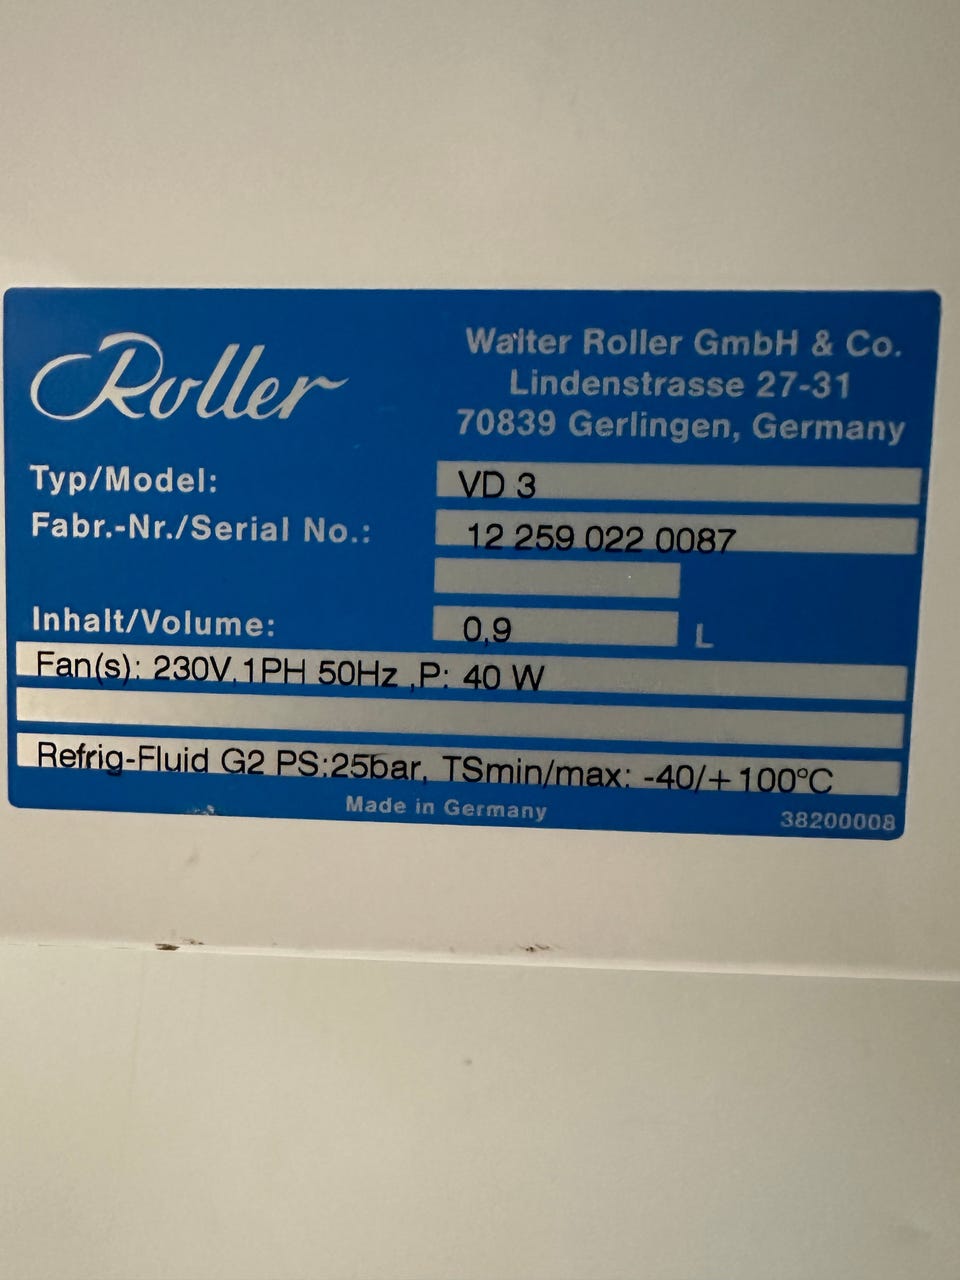 Roller
Walter Roller GmbH & Co.
Lindenstrasse 27-31
70839 Gerlingen, Germany
Typ/Model: VD 3
Fabr.-Nr./Serial No.: 12 259 022 0087
Inhalt/Volume: 0,9 L
Fan(s): 230V,1PH 50Hz ,P: 40 W
Refrig-Fluid G2 PS:25bar, TSmin/max: -40/+100°C
Made in Germany
38200008